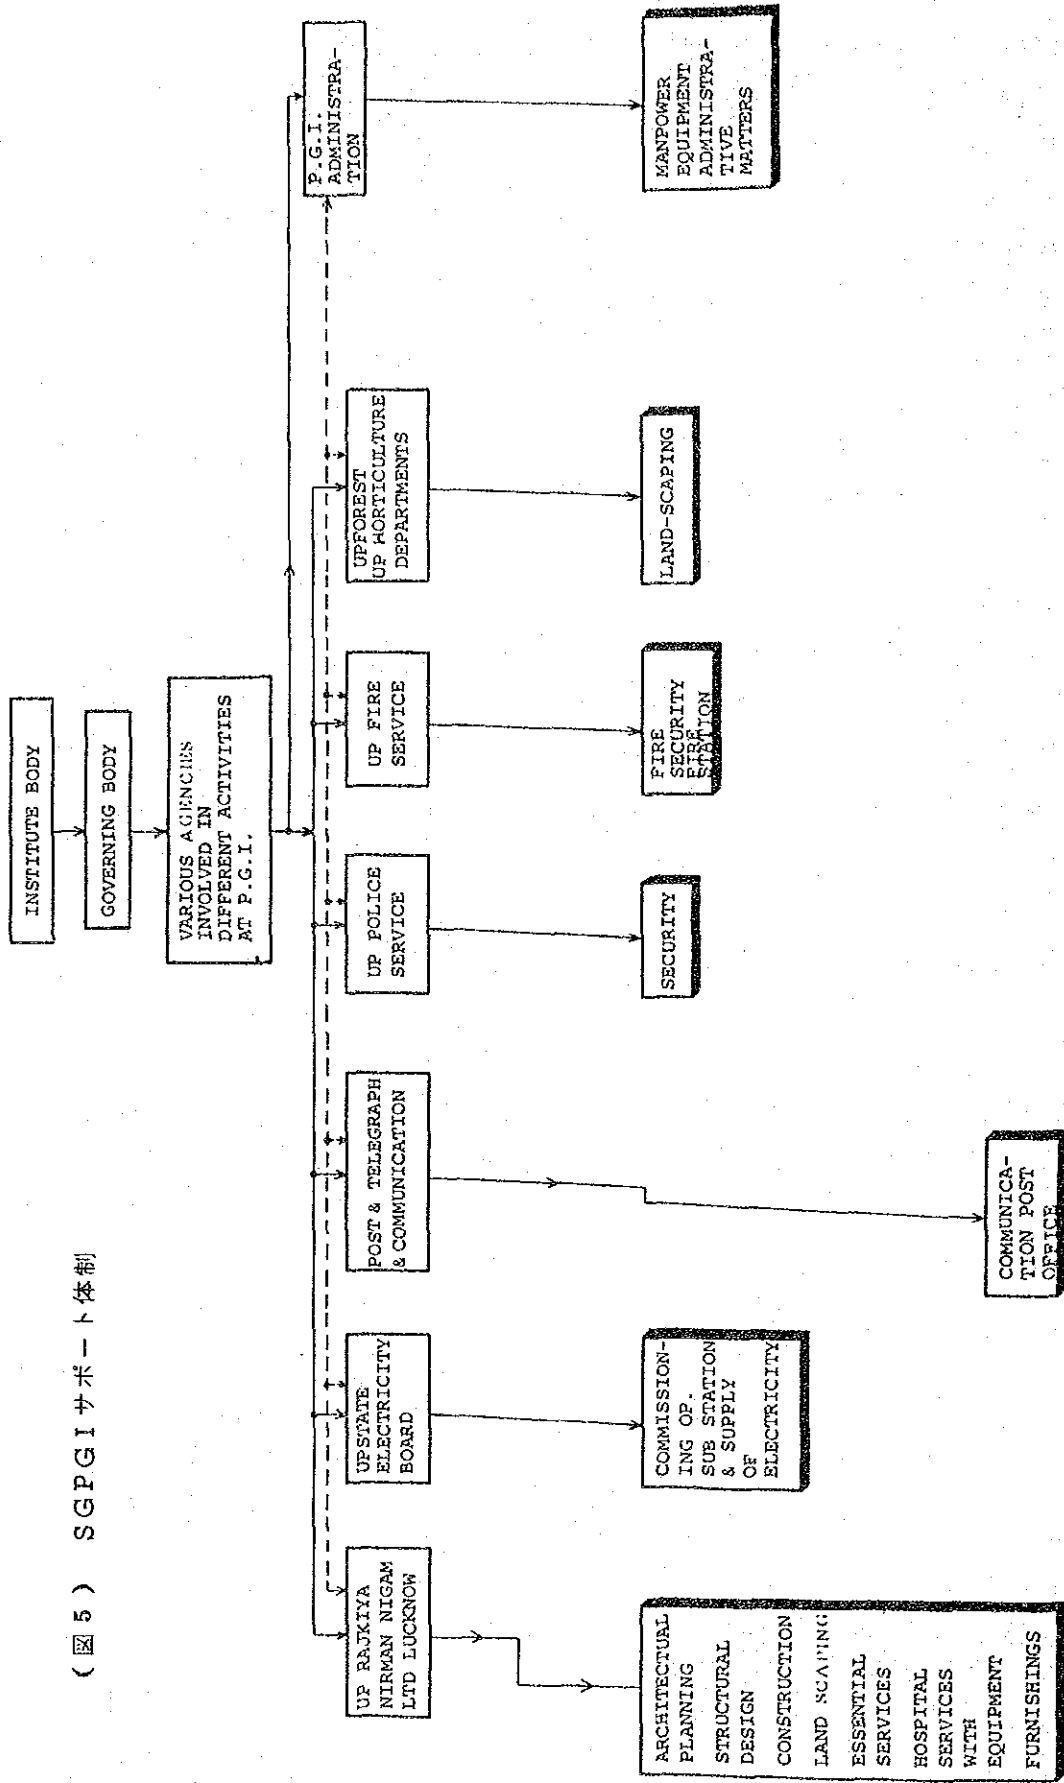 (図5) SGPGIサポート体制
INSTITUTE BODY
GOVERNING BODY
VARIOUS AGENCIES
INVOLVED IN
DIFFERENT ACTIVITIES
AT P.G.I.
UP RAJKIYA
NIRMAN NIGAM
LTD LUCKNOW
UPSTATE
ELECTRICITY
BOARD
POST & TELEGRAPH
& COMMUNICATION
UP POLICE
SERVICE
UP FIRE
SERVICE
UPFOREST
UP HORTICULTURE
DEPARTMENTS
P.G.I.
ADMINISTRA-
TION
ARCHITECTUAL
PLANNING
STRUCTURAL
DESIGN
CONSTRUCTION
LAND SCAPING
ESSENTIAL
SERVICES
HOSPITAL
SERVICES
WITH
EQUIPMENT
FURNISHINGS
COMMISSION-
ING OP.
SUB STATION
& SUPPLY
OF
ELECTRICITY
COMMUNICA-
TION POST
OFFICE
SECURITY
FIRE
SECURITY
FIRE
STATION
LAND-SCAPING
MANPOWER
EQUIPMENT
ADMINISTRA-
TIVE
MATTERS